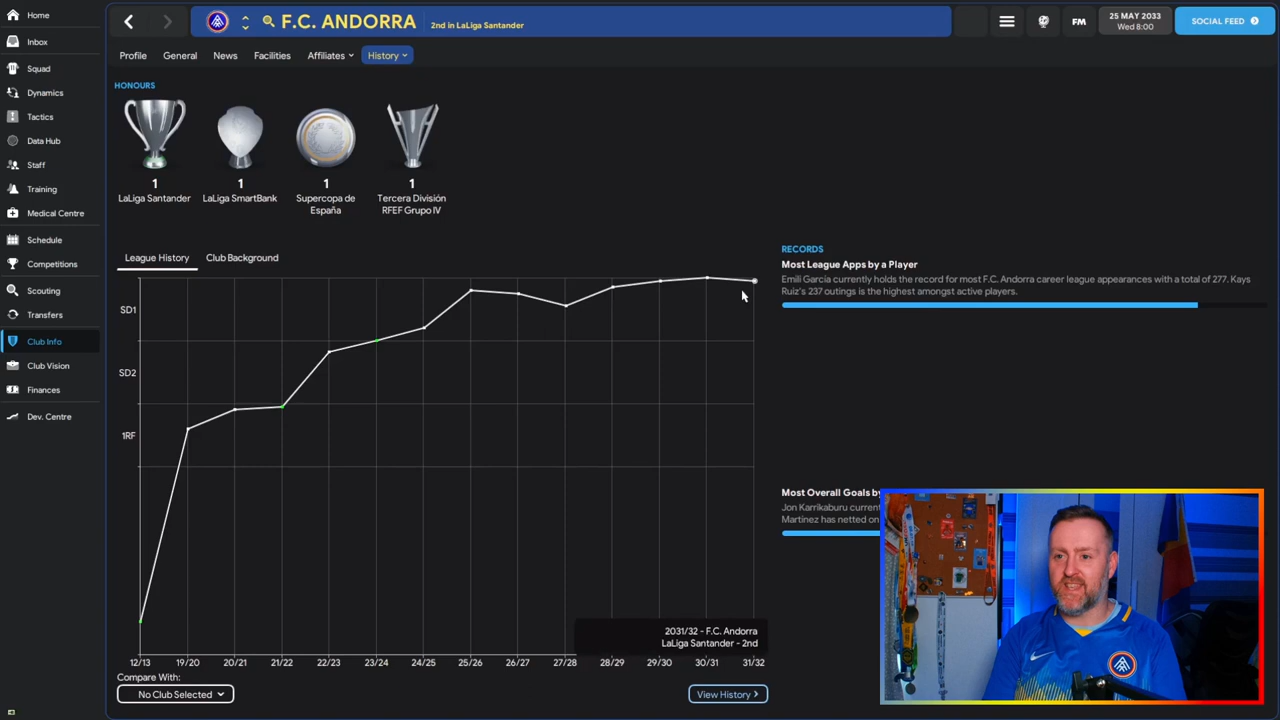 Home
F.C. ANDORRA
2nd in LaLiga Santander
FM
25 MAY 2033
Wed 8:00
SOCIAL FEED
Inbox
Squad
Dynamics
Tactics
Data Hub
Staff
Training
Medical Centre
Schedule
Competitions
Scouting
Transfers
Club Info
Club Vision
Finances
Dev. Centre
Profile
General
News
Facilities
Affiliates
History
HONOURS
1
LaLiga Santander
1
LaLiga SmartBank
1
Supercopa de
España
1
Tercera División
RFEF Grupo IV
League History
Club Background
SD1
SD2
1RF
2031/32 - F.C. Andorra
LaLiga Santander - 2nd
12/13 19/20 20/21 21/22 22/23 23/24 24/25 25/26 26/27 27/28 28/29 29/30 30/31 31/32
Compare With:
No Club Selected
View History
RECORDS
Most League Apps by a Player
Emili García currently holds the record for most F.C. Andorra career league appearances with a total of 277. Kays
Ruiz's 237 outings is the highest amongst active players.
Most Overall Goals by
Jon Karrikaburu current
Martínez has netted on